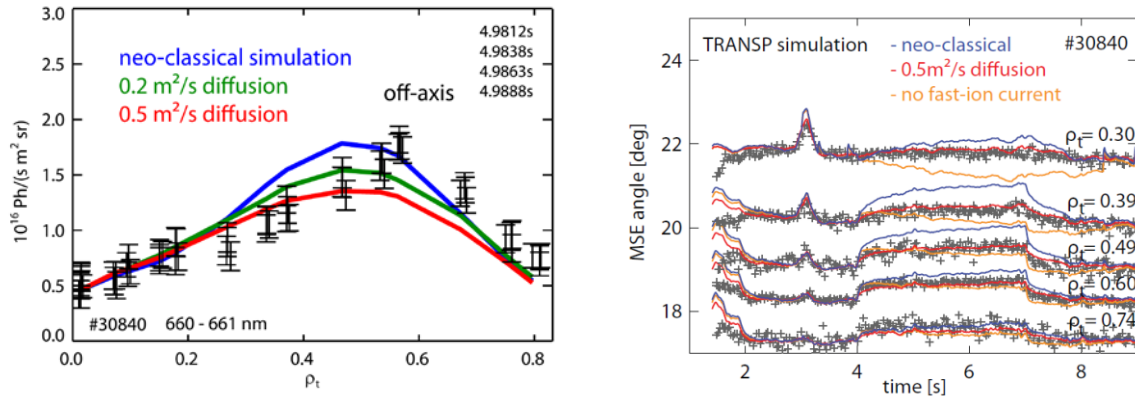 4.9812s
4.9838s
4.9863s
4.9888s
neo-classical simulation
0.2 m²/s diffusion
0.5 m²/s diffusion
off-axis
10¹⁶ Ph/(s m² sr)
3.0
2.5
2.0
1.5
1.0
0.5
0.0
#30840 660 - 661 nm
0.0 0.2 0.4 0.6 0.8
ρt
TRANSP simulation
- neo-classical
- 0.5m²/s diffusion
- no fast-ion current
#30840
MSE angle [deg]
24
22
20
18
ρt= 0.30
ρt= 0.39
ρt= 0.49
ρt= 0.60
ρt= 0.74
2 4 6 8
time [s]